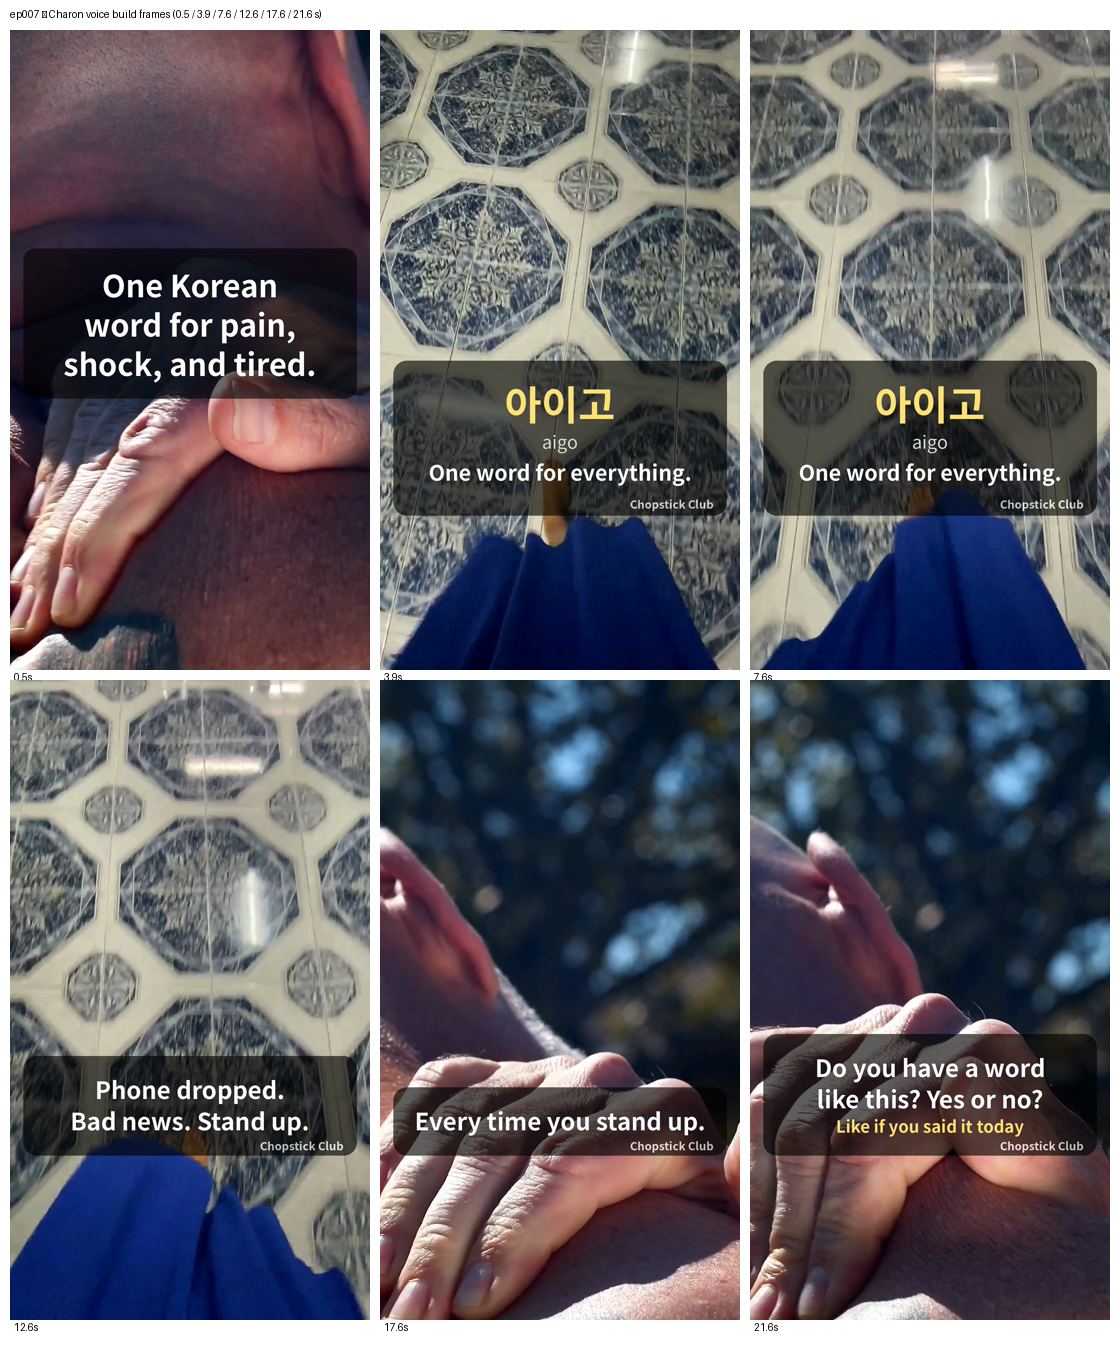 ep007 Charon voice build frames (0.5 / 3.9 / 7.6 / 12.6 / 17.6 / 21.6 s)
One Korean
word for pain,
shock, and tired.
0.5s
아이고
aigo
One word for everything.
Chopstick Club
3.9s
아이고
aigo
One word for everything.
Chopstick Club
7.6s
Phone dropped.
Bad news. Stand up.
Chopstick Club
12.6s
Every time you stand up.
Chopstick Club
17.6s
Do you have a word
like this? Yes or no?
Like if you said it today
Chopstick Club
21.6s